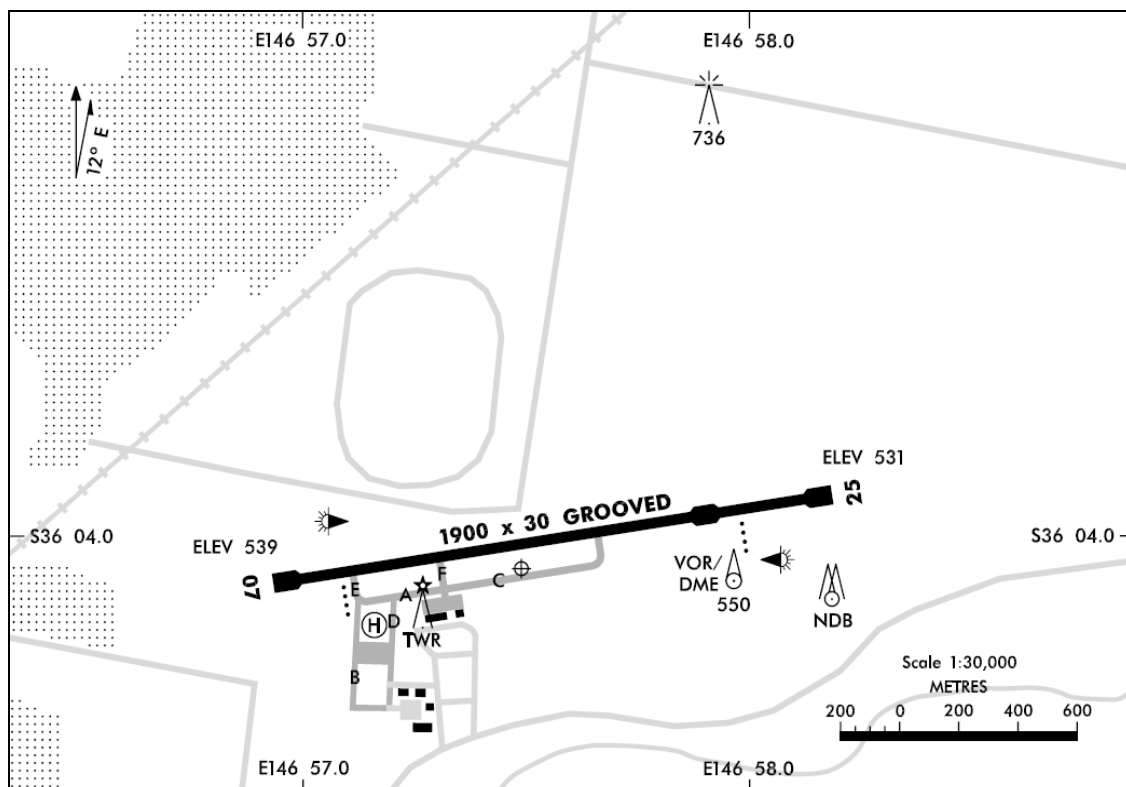 E146 57.0
E146 58.0
12° E
736
ELEV 531
25
1900 x 30 GROOVED
S36 04.0
S36 04.0
ELEV 539
07
VOR/
DME
550
NDB
E
A
F
C
H
D
TWR
B
Scale 1:30,000
METRES
200 0 200 400 600
E146 57.0
E146 58.0